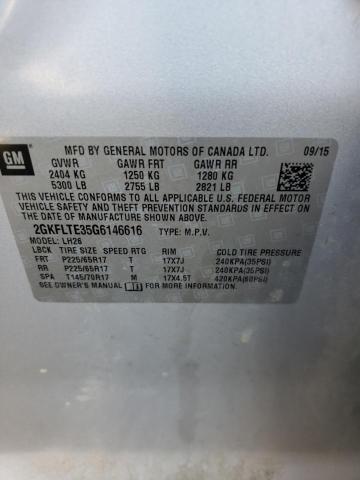 GM
MFD BY GENERAL MOTORS OF CANADA LTD. 09/15
GVWR GAWR FRT GAWR RR
2404 KG 1250 KG 1280 KG
5300 LB 2755 LB 2821 LB
THIS VEHICLE CONFORMS TO ALL APPLICABLE U.S. FEDERAL MOTOR
VEHICLE SAFETY AND THEFT PREVENTION STANDARDS IN EFFECT ON
THE DATE OF MANUFACTURE SHOWN ABOVE.
2GKFLTE35G6146616 TYPE: M.P.V.
MODEL: LH26
LBCK TIRE SIZE SPEED RTG RIM COLD TIRE PRESSURE
FRT P225/65R17 T 17X7J 240KPA(35PSI)
RR P225/65R17 T 17X7J 240KPA(35PSI)
SPA T145/70R17 M 17X4.5T 420KPA(60PSI)
SEE OWNER'S MANUAL FOR ADDITIONAL INFORMATION